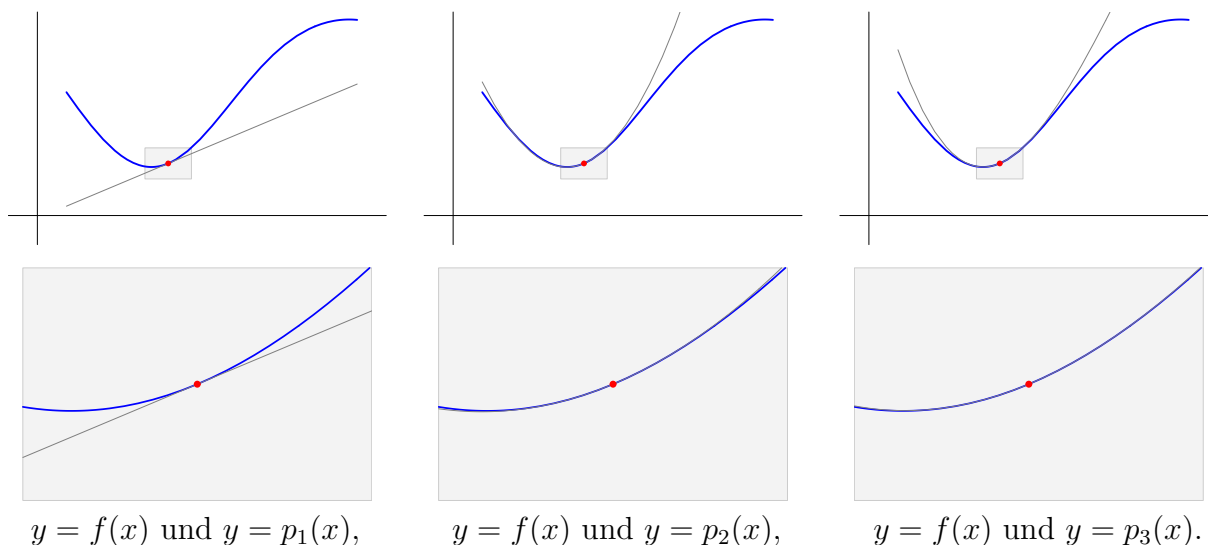 y = f(x) und y = p₁(x), y = f(x) und y = p₂(x), y = f(x) und y = p₃(x).